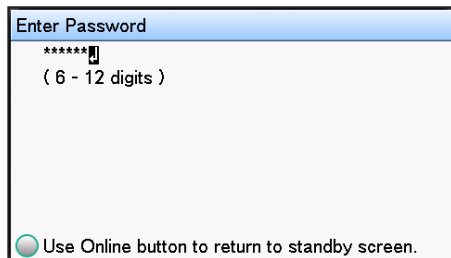 Enter Password
******↲
( 6 - 12 digits )
Use Online button to return to standby screen.